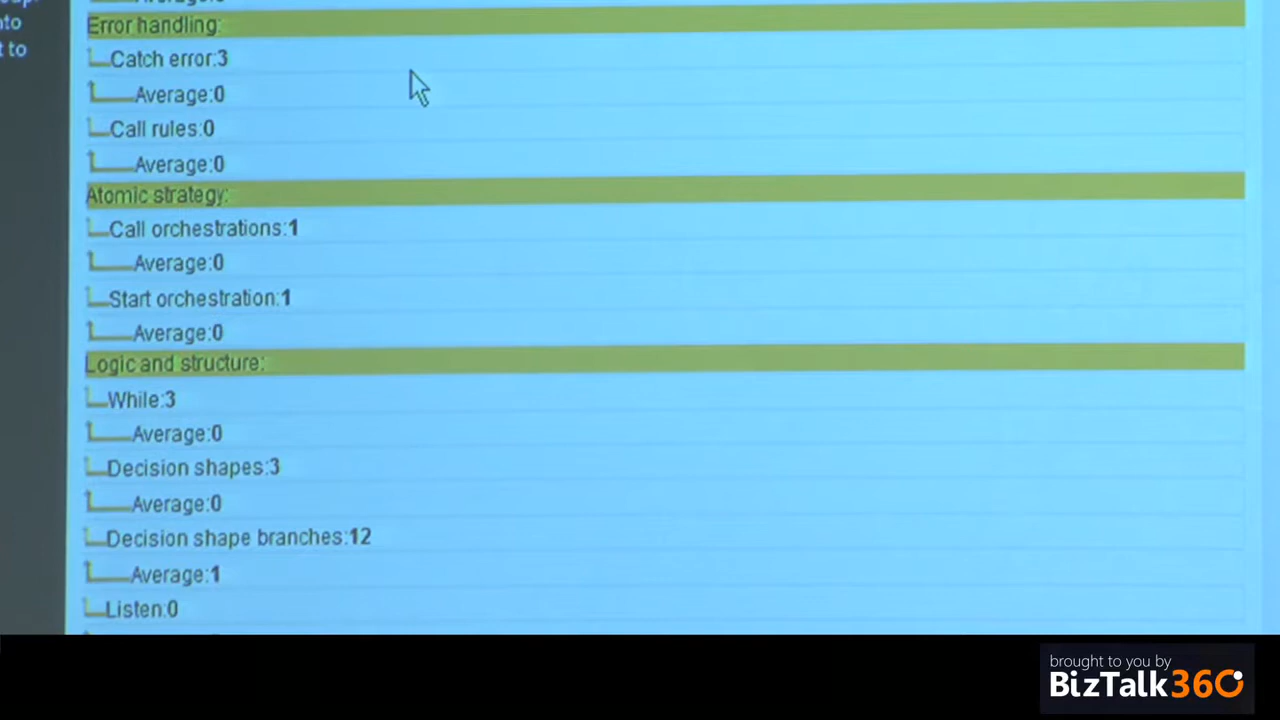 to
Error handling:
Catch error:3
Average:0
Call rules:0
Average:0
Atomic strategy:
Call orchestrations:1
Average:0
Start orchestration:1
Average:0
Logic and structure:
While:3
Average:0
Decision shapes:3
Average:0
Decision shape branches:12
Average:1
Listen:0
brought to you by
BizTalk360